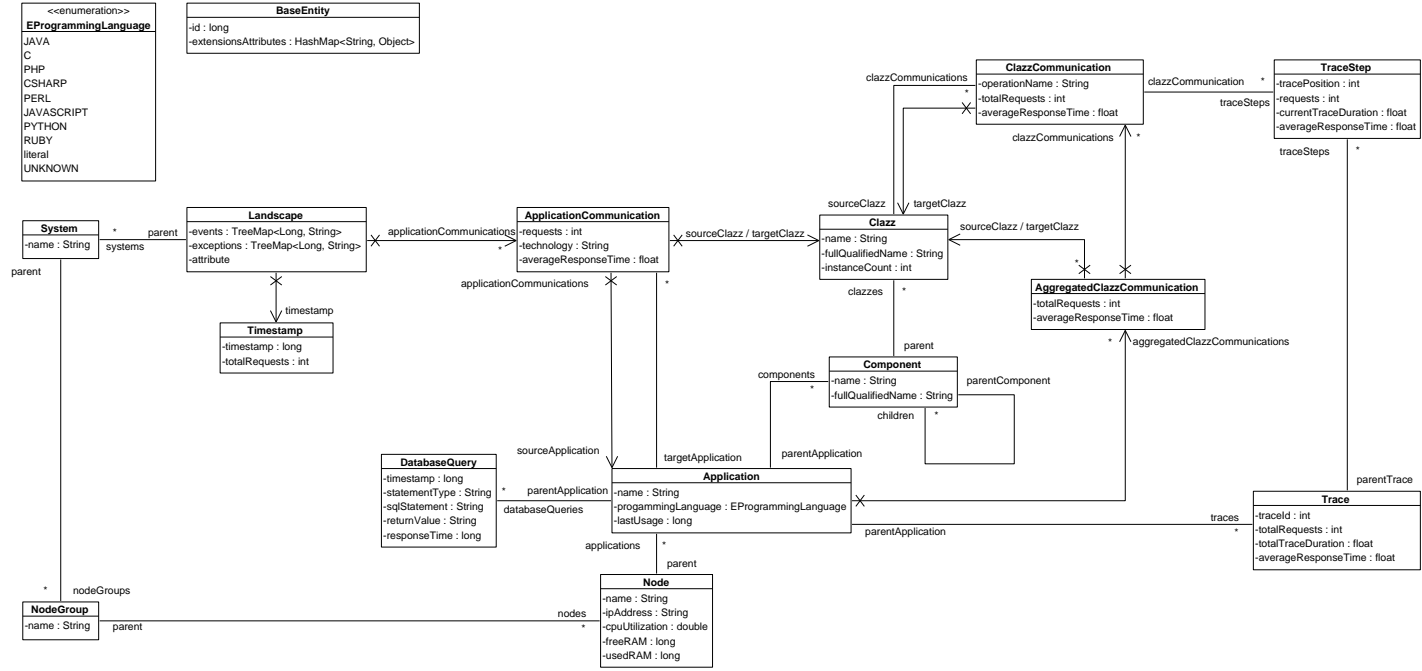 <<enumeration>>
EProgrammingLanguage
JAVA
C
PHP
CSHARP
PERL
JAVASCRIPT
PYTHON
RUBY
literal
UNKNOWN
BaseEntity
-id : long
-extensionsAttributes : HashMap<String, Object>
ClazzCommunication
-operationName : String
-totalRequests : int
-averageResponseTime : float
clazzCommunications
*
clazzCommunication
*
traceSteps
TraceStep
-tracePosition : int
-requests : int
-currentTraceDuration : float
-averageResponseTime : float
clazzCommunications
*
traceSteps
*
System
-name : String
*
parent
systems
parent
Landscape
-events : TreeMap<Long, String>
-exceptions : TreeMap<Long, String>
-attribute
applicationCommunications
*
ApplicationCommunication
-requests : int
-technology : String
-averageResponseTime : float
sourceClazz / targetClazz
sourceClazz
targetClazz
Clazz
-name : String
-fullQualifiedName : String
-instanceCount : int
sourceClazz / targetClazz
*
AggregatedClazzCommunication
-totalRequests : int
-averageResponseTime : float
applicationCommunications
*
clazzes
*
timestamp
Timestamp
-timestamp : long
-totalRequests : int
*
aggregatedClazzCommunications
parent
Component
-name : String
-fullQualifiedName : String
components
*
parentComponent
children
*
sourceApplication
targetApplication
parentApplication
DatabaseQuery
-timestamp : long
-statementType : String
-sqlStatement : String
-returnValue : String
-responseTime : long
*
parentApplication
databaseQueries
Application
-name : String
-progammingLanguage : EProgrammingLanguage
-lastUsage : long
parentApplication
traces
*
parentTrace
Trace
-traceId : int
-totalRequests : int
-totalTraceDuration : float
-averageResponseTime : float
applications
*
parent
Node
-name : String
-ipAddress : String
-cpuUtilization : double
-freeRAM : long
-usedRAM : long
*
nodeGroups
NodeGroup
-name : String
parent
nodes
*